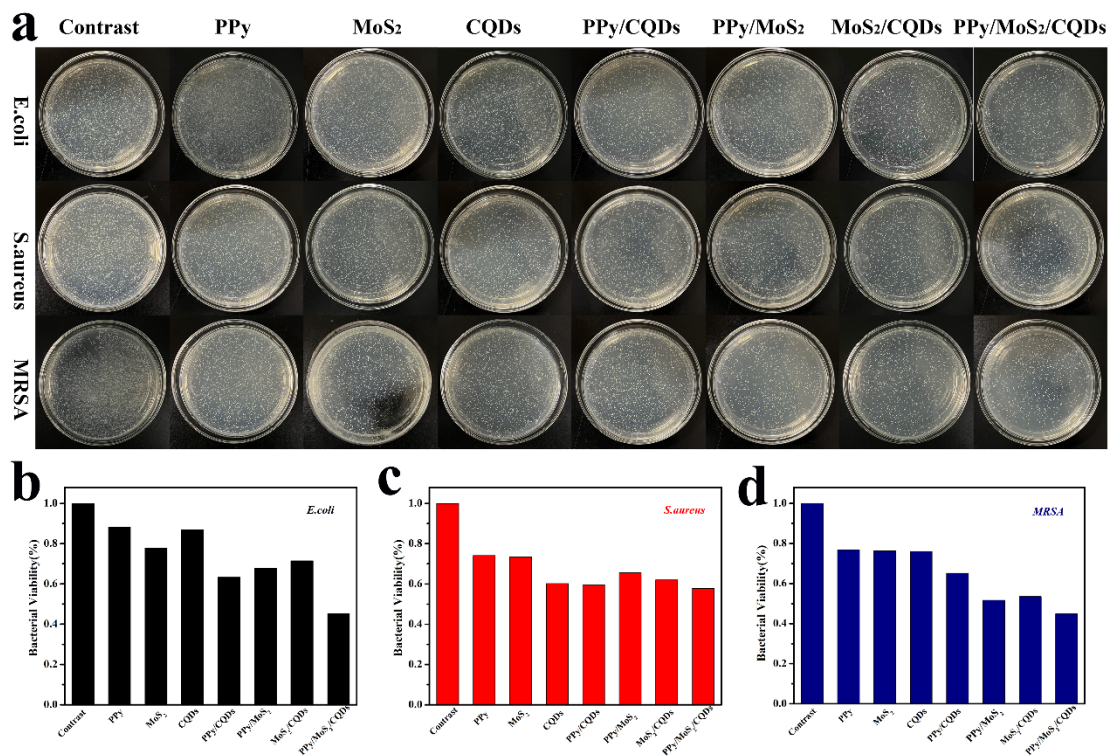 a
Contrast PPy MoS₂ CQDs PPy/CQDs PPy/MoS₂ MoS₂/CQDs PPy/MoS₂/CQDs
E.coli
S.aureus
MRSA
b
Bacterial Viability(%)
1.0
0.8
0.6
0.4
0.2
0.0
E.coli
Contrast PPy MoS₂ CQDs PPy/CQDs PPy/MoS₂ MoS₂/CQDs PPy/MoS₂/CQDs
c
Bacterial Viability(%)
1.0
0.8
0.6
0.4
0.2
0.0
S.aureus
Contrast PPy MoS₂ CQDs PPy/CQDs PPy/MoS₂ MoS₂/CQDs PPy/MoS₂/CQDs
d
Bacterial Viability(%)
1.0
0.8
0.6
0.4
0.2
0.0
MRSA
Contrast PPy MoS₂ CQDs PPy/CQDs PPy/MoS₂ MoS₂/CQDs PPy/MoS₂/CQDs